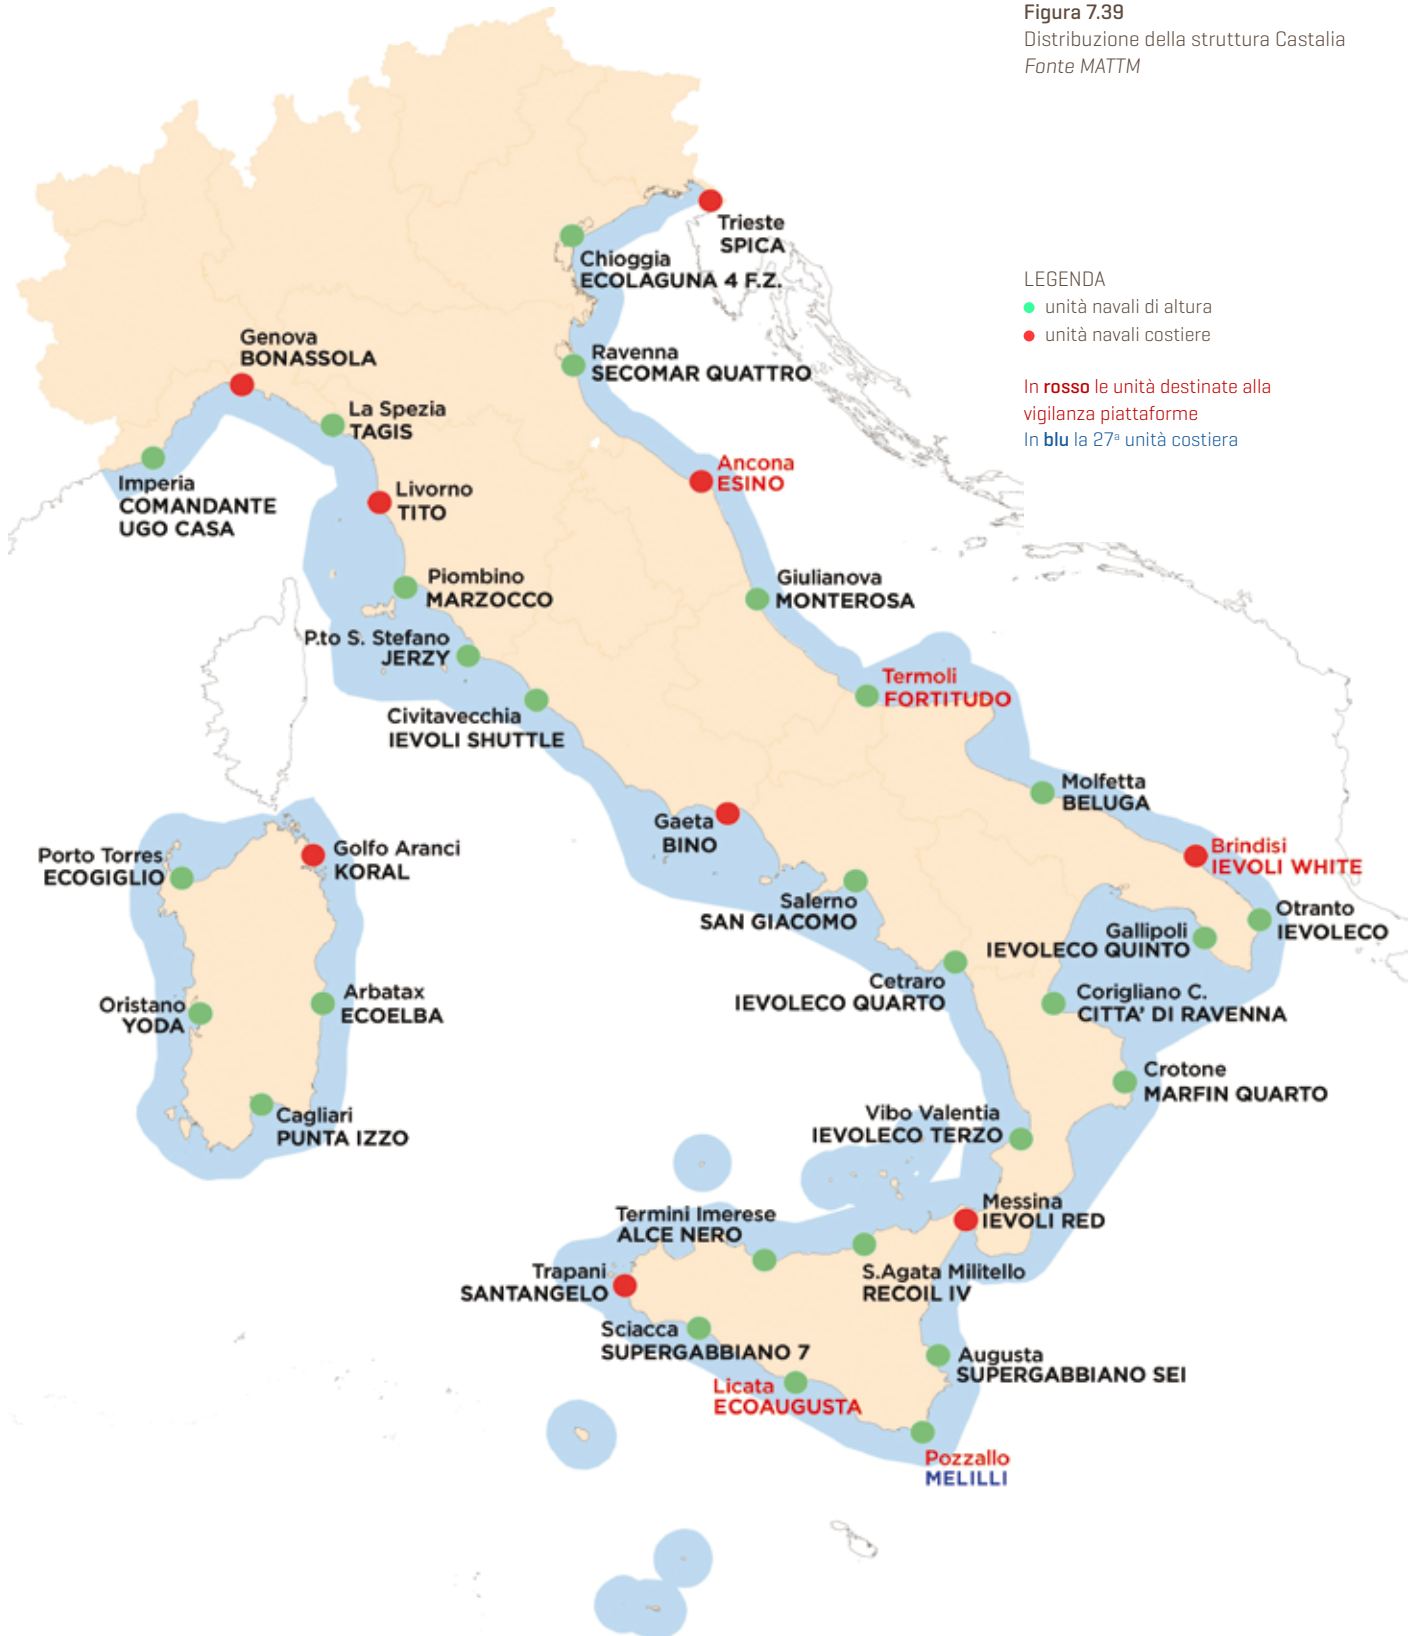 Figura 7.39
Distribuzione della struttura Castalia
Fonte MATTM
LEGENDA
unità navali di altura
unità navali costiere
In rosso le unità destinate alla
vigilanza piattaforme
In blu la 27ª unità costiera
Trieste
SPICA
Chioggia
ECOLAGUNA 4 F.Z.
Genova
BONASSOLA
Ravenna
SECOMAR QUATTRO
La Spezia
TAGIS
Imperia
COMANDANTE
UGO CASA
Livorno
TITO
Ancona
ESINO
Piombino
MARZOCCO
Giulianova
MONTEROSA
P.to S. Stefano
JERZY
Termoli
FORTITUDO
Civitavecchia
IEVOLI SHUTTLE
Molfetta
BELUGA
Gaeta
BINO
Brindisi
IEVOLI WHITE
Porto Torres
ECOGIGLIO
Golfo Aranci
KORAL
Salerno
SAN GIACOMO
Otranto
IEVOLECO
Gallipoli
IEVOLECO QUINTO
Cetraro
IEVOLECO QUARTO
Oristano
YODA
Arbatax
ECOELBA
Corigliano C.
CITTA' DI RAVENNA
Crotone
MARFIN QUARTO
Cagliari
PUNTA IZZO
Vibo Valentia
IEVOLECO TERZO
Messina
IEVOLI RED
Termini Imerese
ALCE NERO
Trapani
SANTANGELO
S.Agata Militello
RECOIL IV
Sciacca
SUPERGABBIANO 7
Augusta
SUPERGABBIANO SEI
Licata
ECOAUGUSTA
Pozzallo
MELILLI